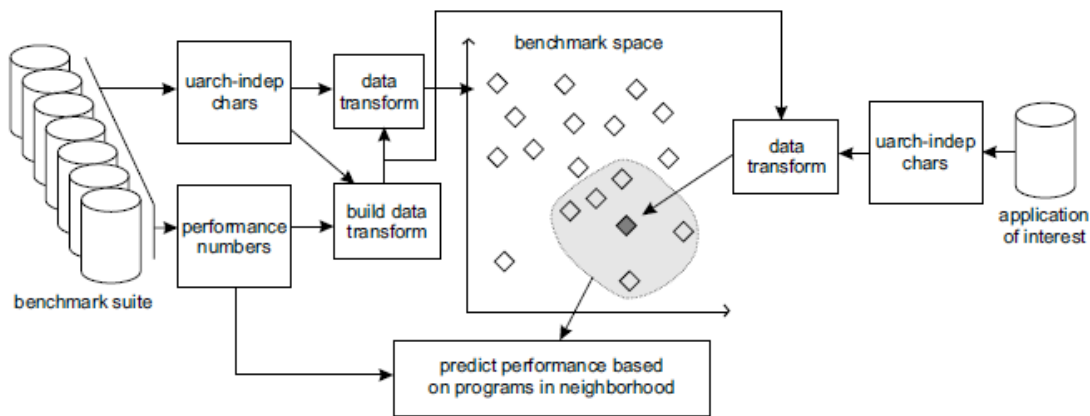 benchmark space
uarch-indep
chars
data
transform
data
transform
uarch-indep
chars
performance
numbers
build data
transform
application
of interest
benchmark suite
predict performance based
on programs in neighborhood